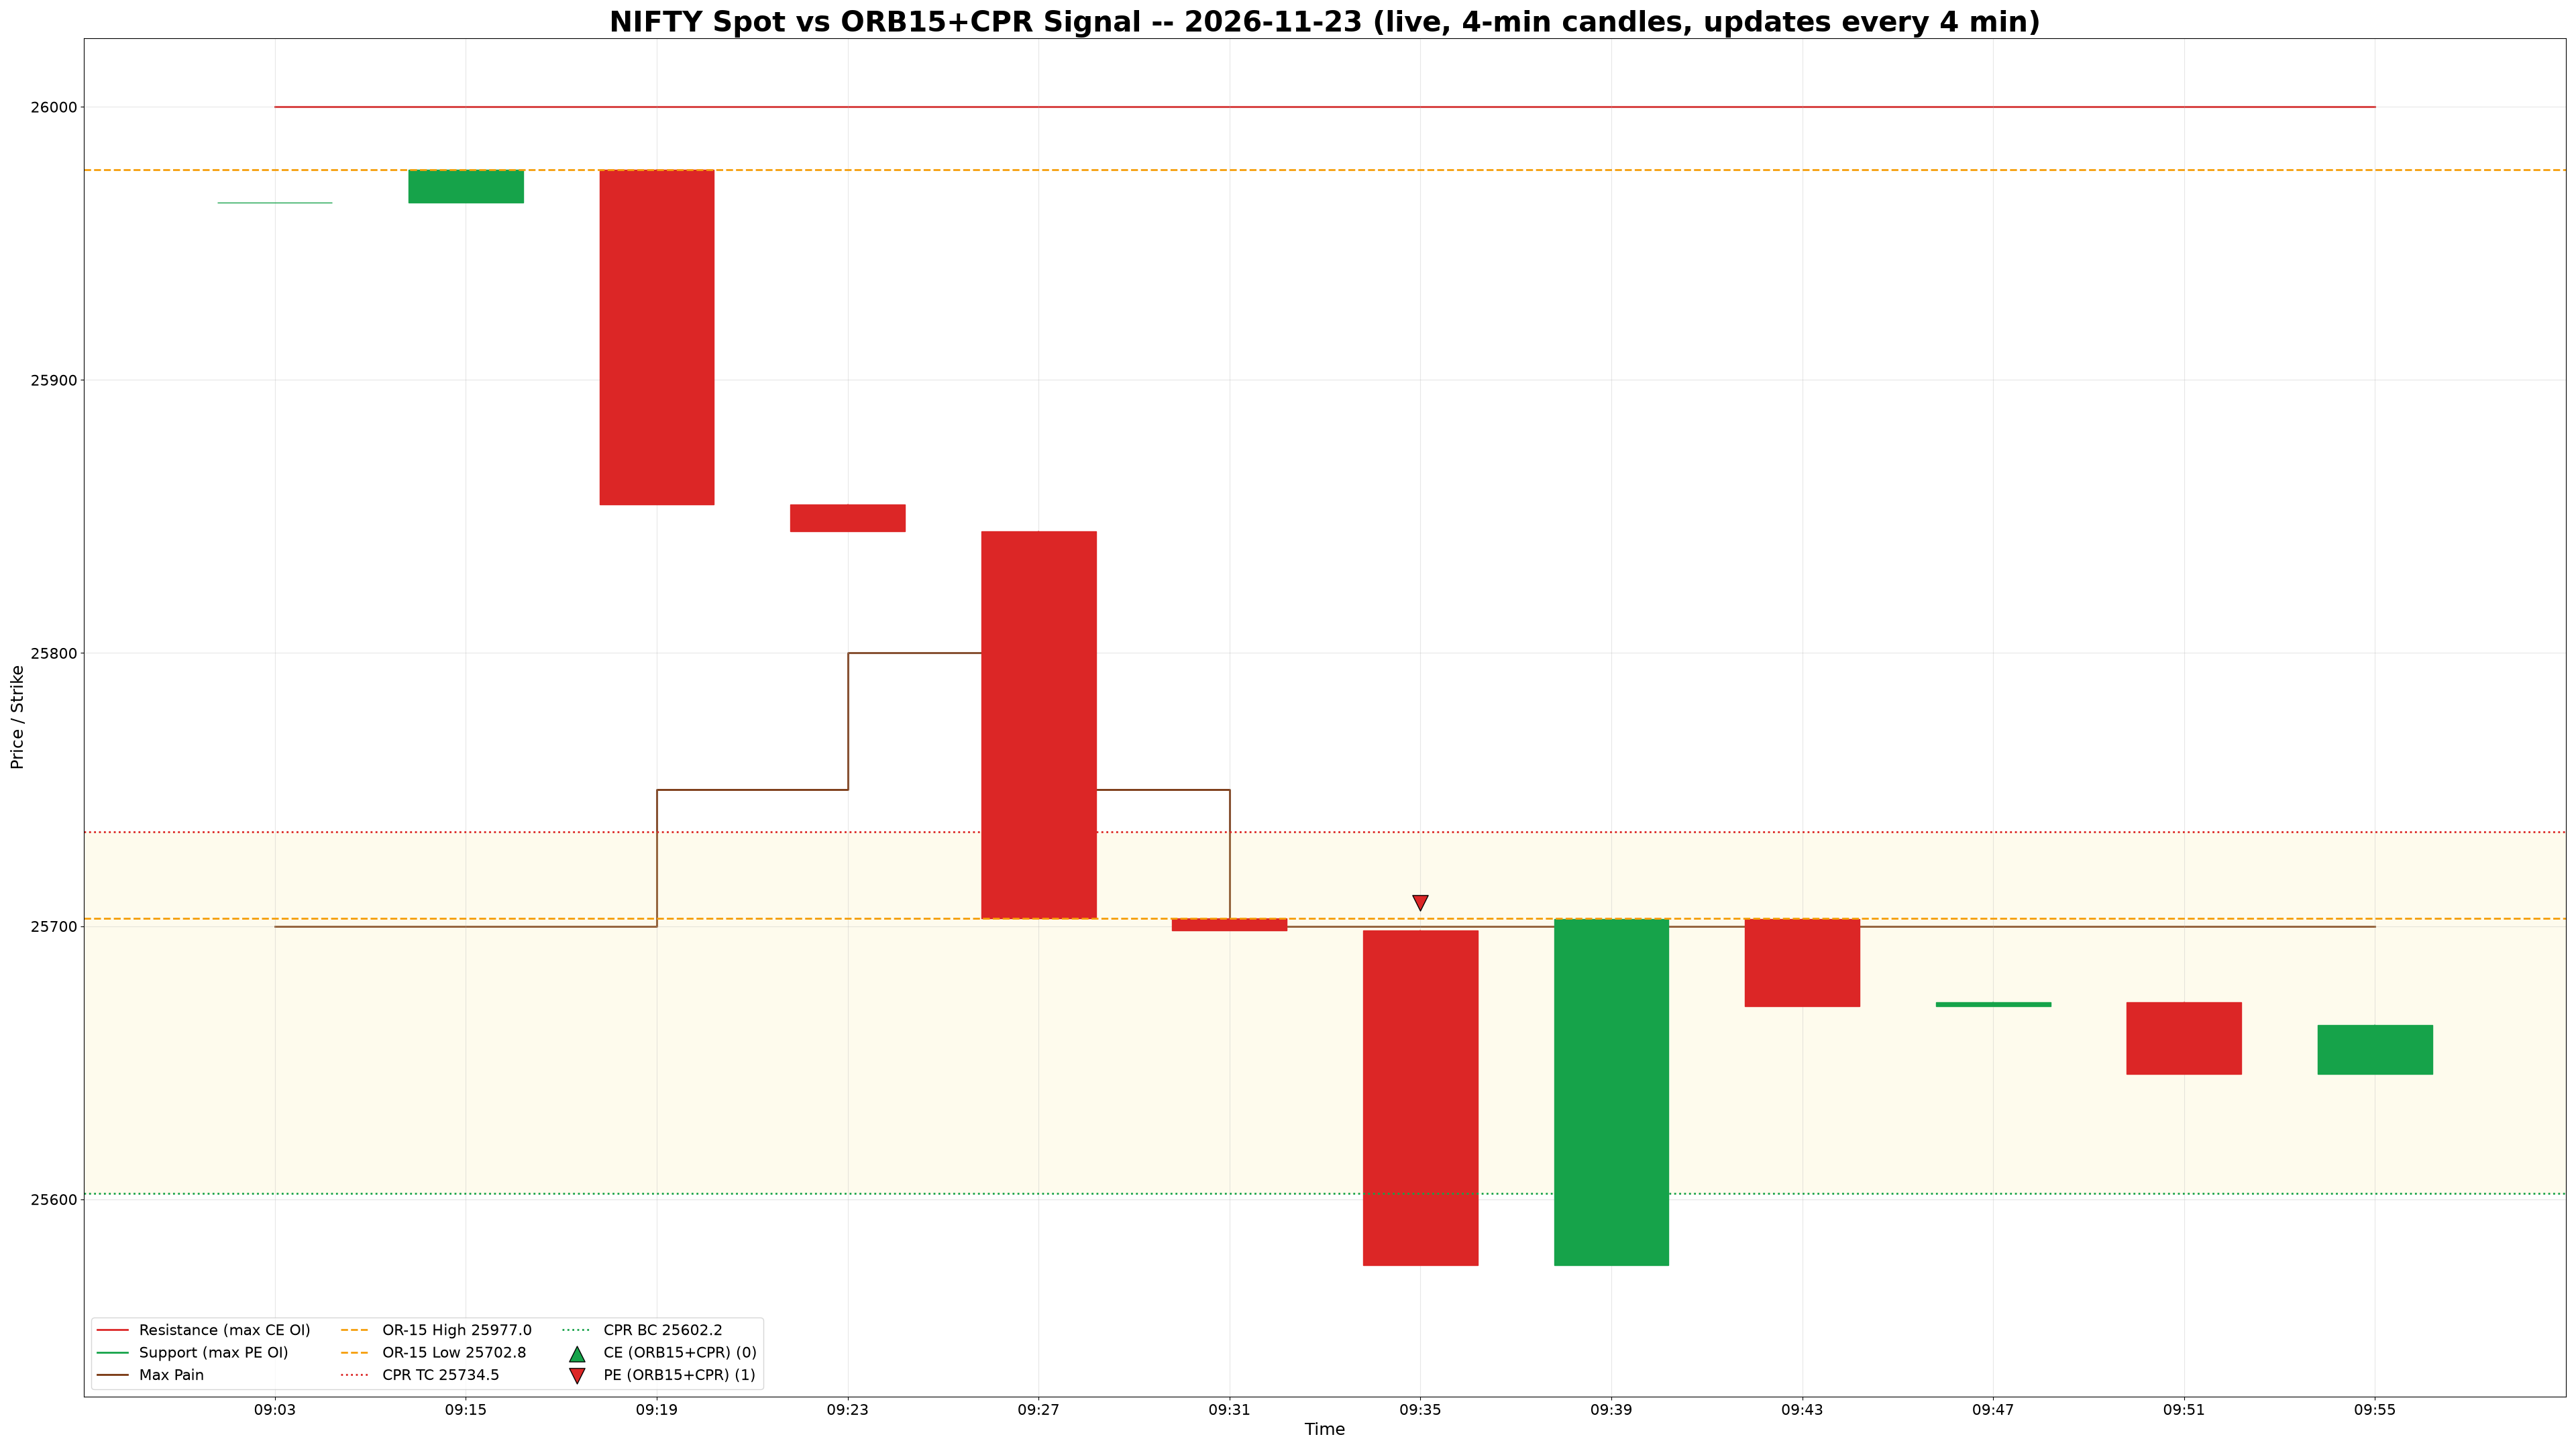 NIFTY Spot vs ORB15+CPR Signal -- 2026-11-23 (live, 4-min candles, updates every 4 min)
Price / Strike
26000
25900
25800
25700
25600
Resistance (max CE OI)
Support (max PE OI)
Max Pain
OR-15 High 25977.0
OR-15 Low 25702.8
CPR TC 25734.5
CPR BC 25602.2
CE (ORB15+CPR) (0)
PE (ORB15+CPR) (1)
09:03 09:15 09:19 09:23 09:27 09:31 09:35 09:39 09:43 09:47 09:51 09:55
Time